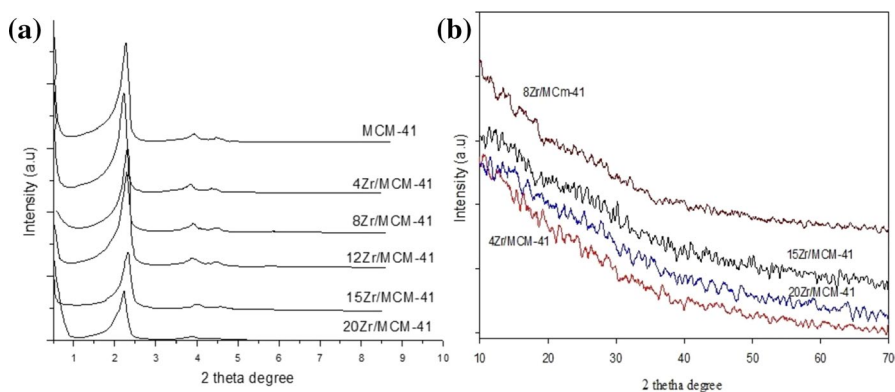 (a)
Intensity (a.u)
MCM-41
4Zr/MCM-41
8Zr/MCM-41
12Zr/MCM-41
15Zr/MCM-41
20Zr/MCM-41
1 2 3 4 5 6 7 8 9 10
2 theta degree
(b)
Intensity (a.u)
8Zr/MCm-41
15Zr/MCM-41
4Zr/MCM-41
20Zr/MCM-41
10 20 30 40 50 60 70
2 thetha degree